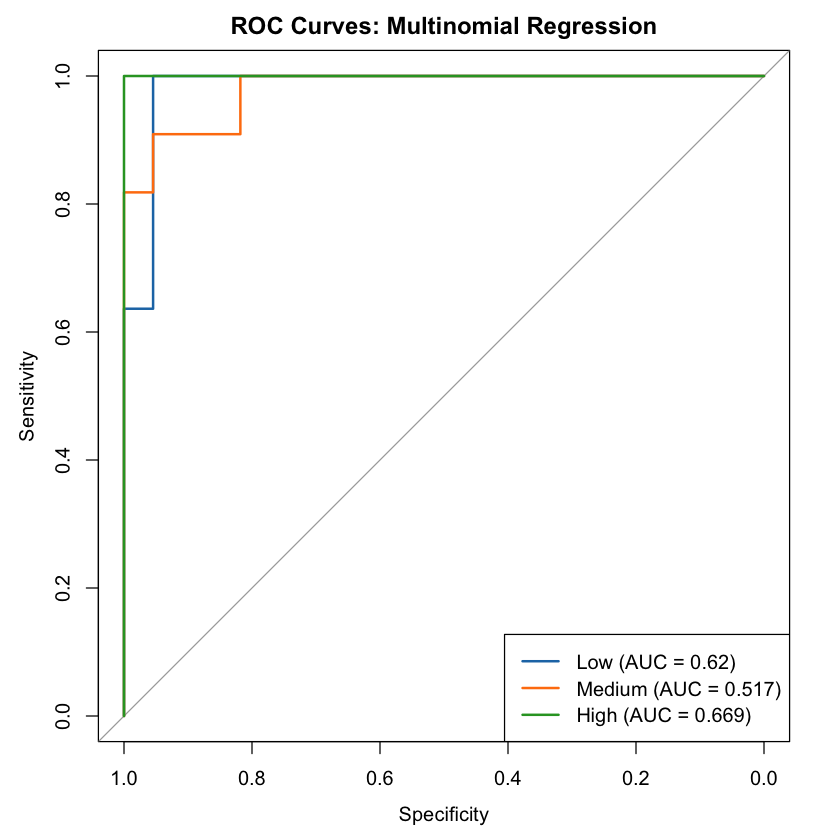 ROC Curves: Multinomial Regression
1.0
0.8
0.6
0.4
0.2
0.0
Sensitivity
Low (AUC = 0.62)
Medium (AUC = 0.517)
High (AUC = 0.669)
1.0 0.8 0.6 0.4 0.2 0.0
Specificity